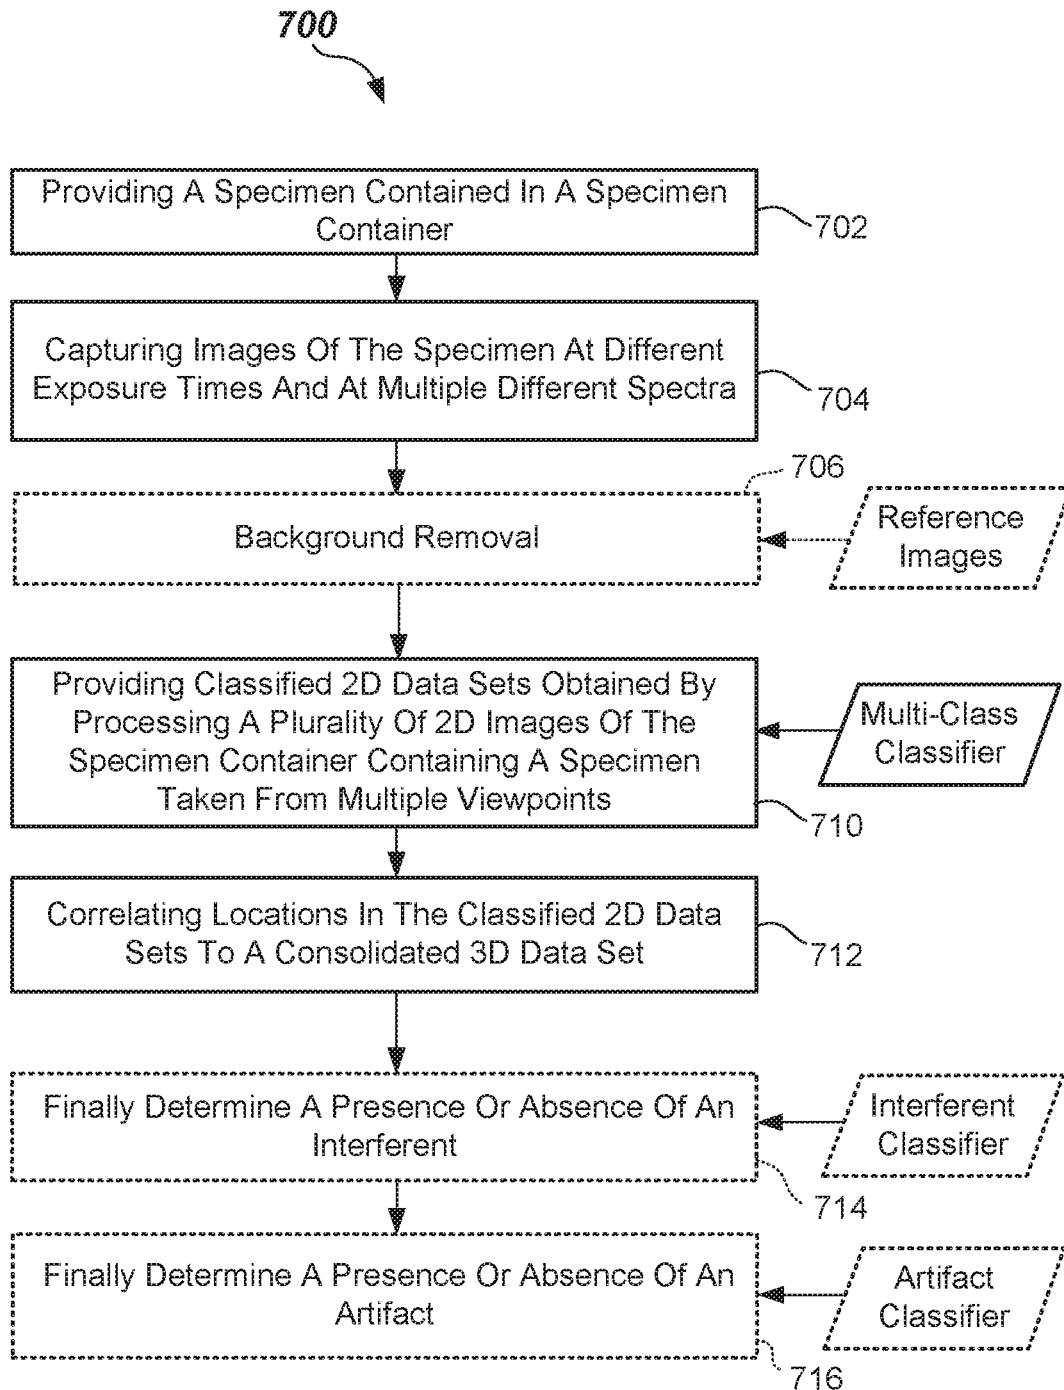 700
Providing A Specimen Contained In A Specimen
Container
702
Capturing Images Of The Specimen At Different
Exposure Times And At Multiple Different Spectra
704
706
Background Removal
Reference
Images
Providing Classified 2D Data Sets Obtained By
Processing A Plurality Of 2D Images Of The
Specimen Container Containing A Specimen
Taken From Multiple Viewpoints
Multi-Class
Classifier
710
Correlating Locations In The Classified 2D Data
Sets To A Consolidated 3D Data Set
712
Finally Determine A Presence Or Absence Of An
Interferent
Interferent
Classifier
714
Finally Determine A Presence Or Absence Of An
Artifact
Artifact
Classifier
716